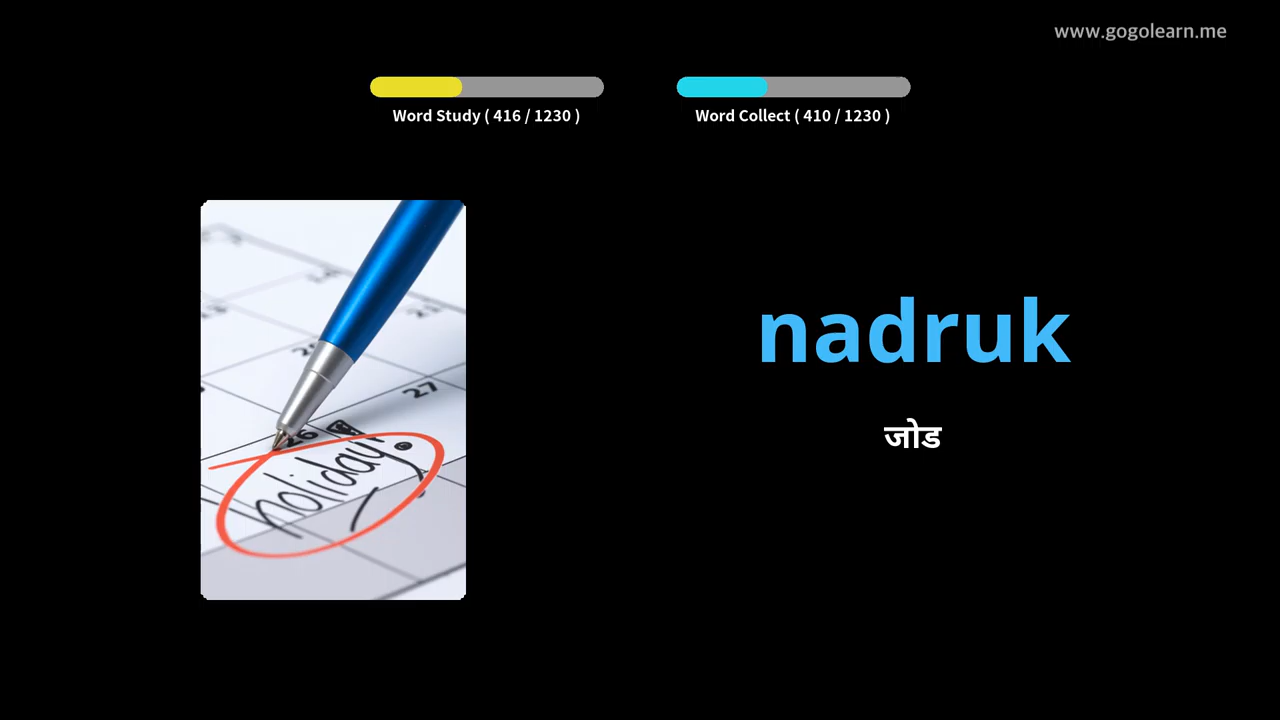 www.gogolearn.me
Word Study ( 416 / 1230 )
Word Collect ( 410 / 1230 )
nadruk
जोड
27
26
holiday!